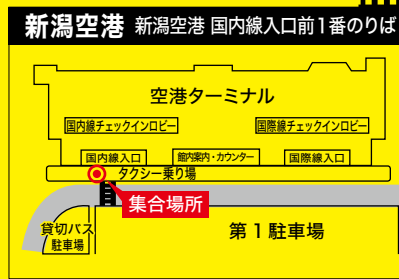 新潟空港 新潟空港 国内線入口前1番のりば
空港ターミナル
国内線チェックインロビー 国際線チェックインロビー
国内線入口 館内案内・カウンター 国際線入口
タクシー乗り場
集合場所
貸切バス
駐車場
第1駐車場